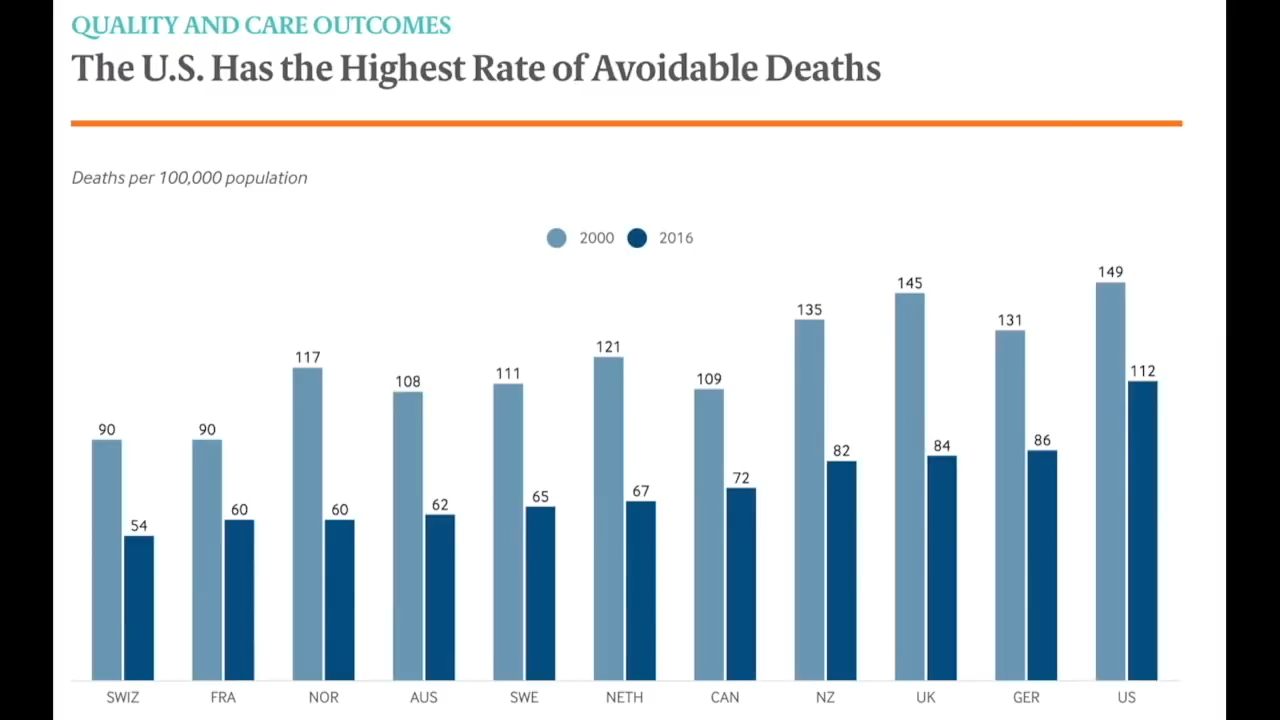 QUALITY AND CARE OUTCOMES
The U.S. Has the Highest Rate of Avoidable Deaths
Deaths per 100,000 population
2000 2016
90 54 90 60 117 60 108 62 111 65 121 67 109 72 135 82 145 84 131 86 149 112
SWIZ FRA NOR AUS SWE NETH CAN NZ UK GER US